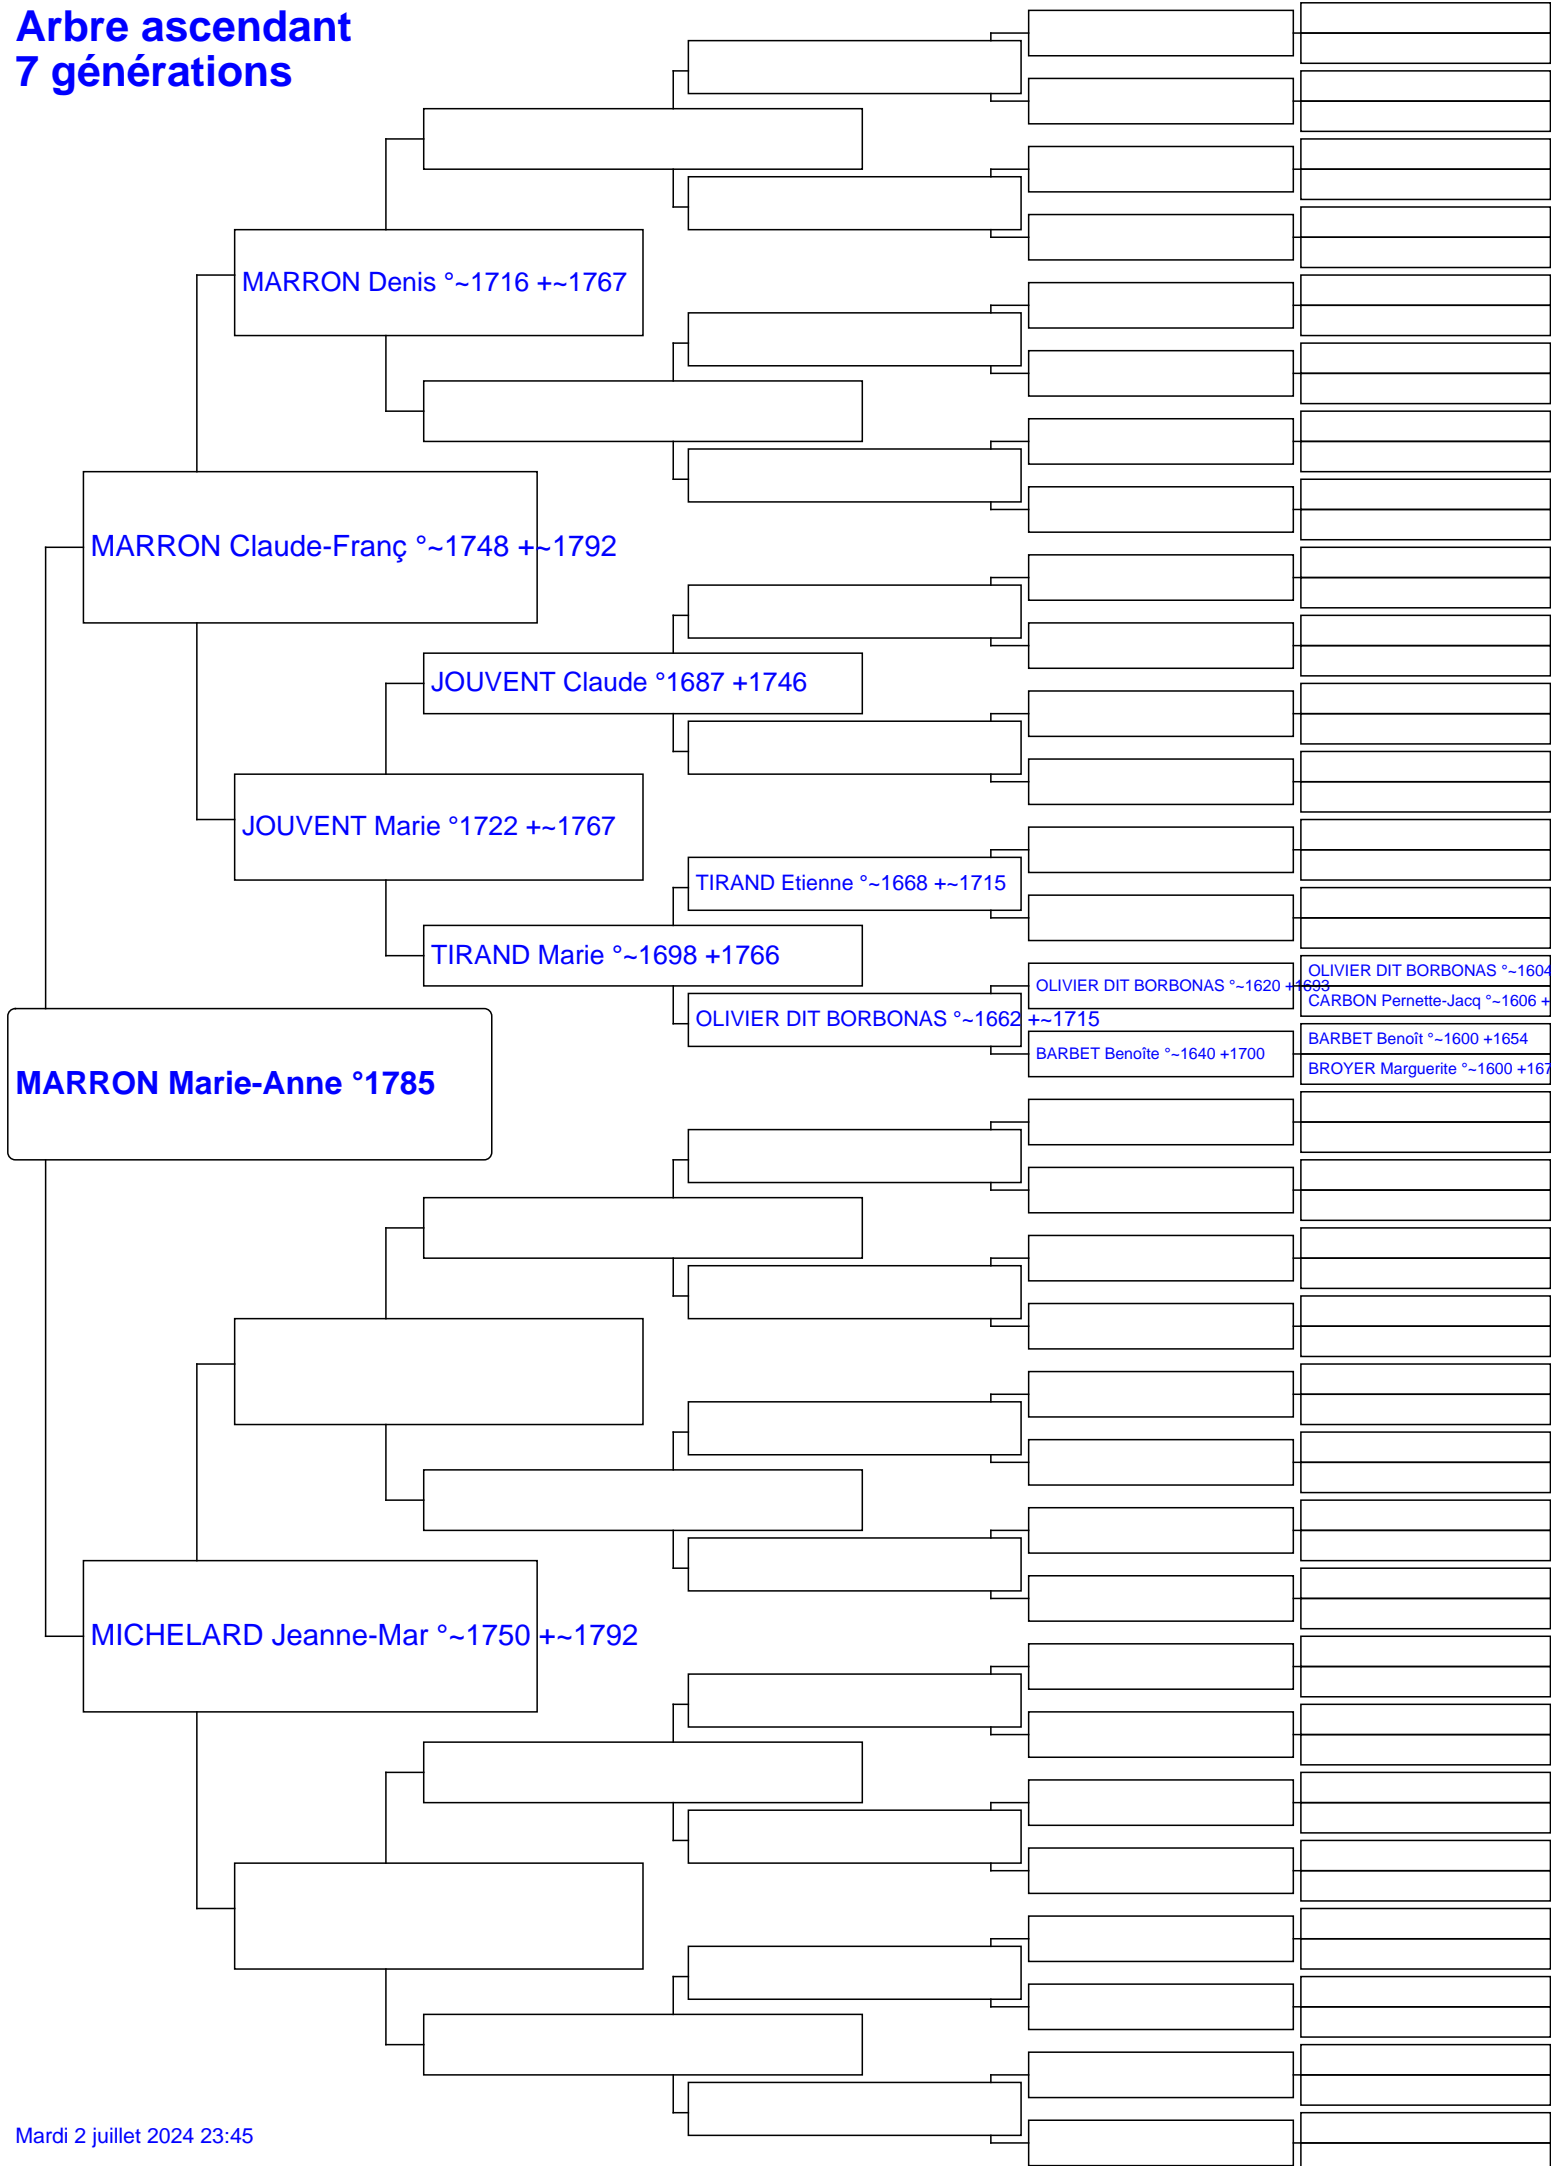 Arbre ascendant
7 générations
MARRON Denis °~1716 +~1767
MARRON Claude-Franç °~1748 +~1792
JOUVENT Claude °1687 +1746
JOUVENT Marie °1722 +~1767
TIRAND Etienne °~1668 +~1715
TIRAND Marie °~1698 +1766
OLIVIER DIT BORBONAS °~1604
OLIVIER DIT BORBONAS °~1620 +1693
CARBON Pernette-Jacq °~1606 +
OLIVIER DIT BORBONAS °~1662 +~1715
BARBET Benoît °~1600 +1654
BARBET Benoîte °~1640 +1700
BROYER Marguerite °~1600 +167
MARRON Marie-Anne °1785
MICHELARD Jeanne-Mar °~1750 +~1792
Mardi 2 juillet 2024 23:45